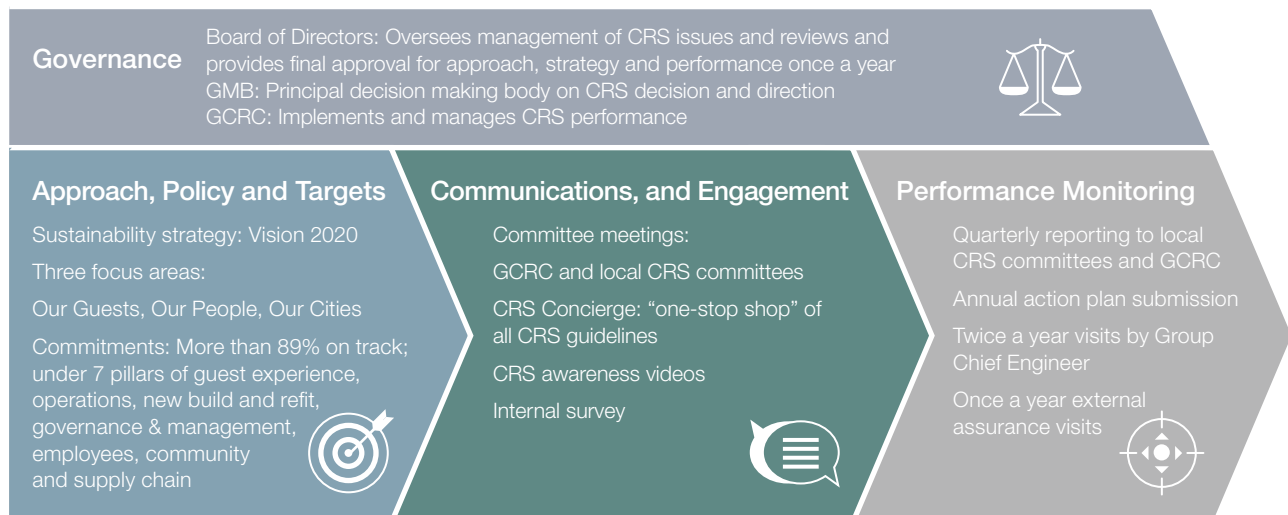 Governance
Board of Directors: Oversees management of CRS issues and reviews and
provides final approval for approach, strategy and performance once a year
GMB: Principal decision making body on CRS decision and direction
GCRC: Implements and manages CRS performance
Approach, Policy and Targets
Sustainability strategy: Vision 2020
Three focus areas:
Our Guests, Our People, Our Cities
Commitments: More than 89% on track;
under 7 pillars of guest experience,
operations, new build and refit,
governance & management,
employees, community
and supply chain
Communications, and Engagement
Committee meetings:
GCRC and local CRS committees
CRS Concierge: “one-stop shop” of
all CRS guidelines
CRS awareness videos
Internal survey
Performance Monitoring
Quarterly reporting to local
CRS committees and GCRC
Annual action plan submission
Twice a year visits by Group
Chief Engineer
Once a year external
assurance visits